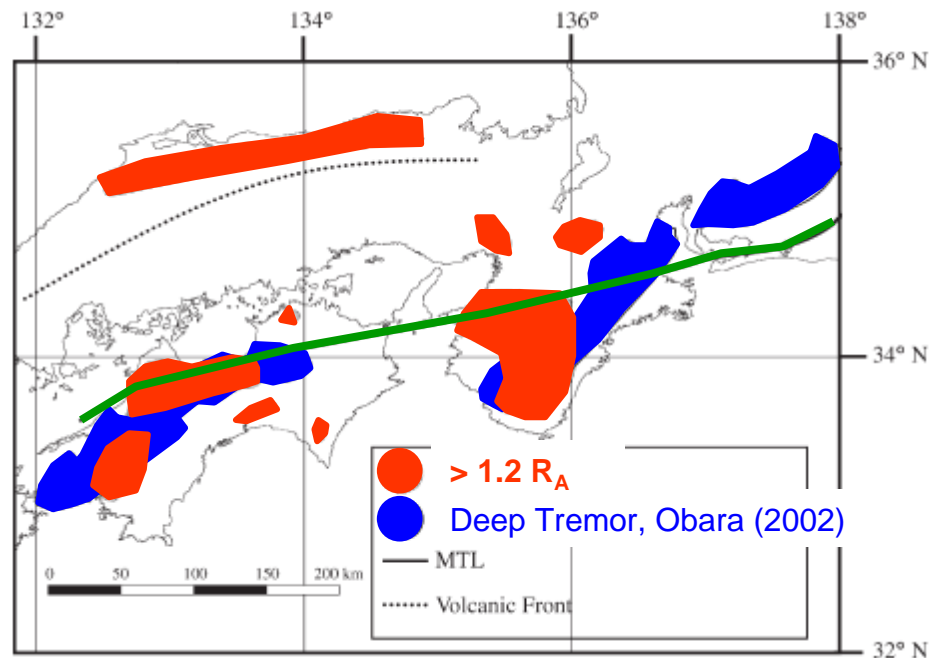 132°
134°
136°
138°
36° N
34° N
> 1.2 R_A
Deep Tremor, Obara (2002)
MTL
0 50 100 150 200 km
Volcanic Front
32° N